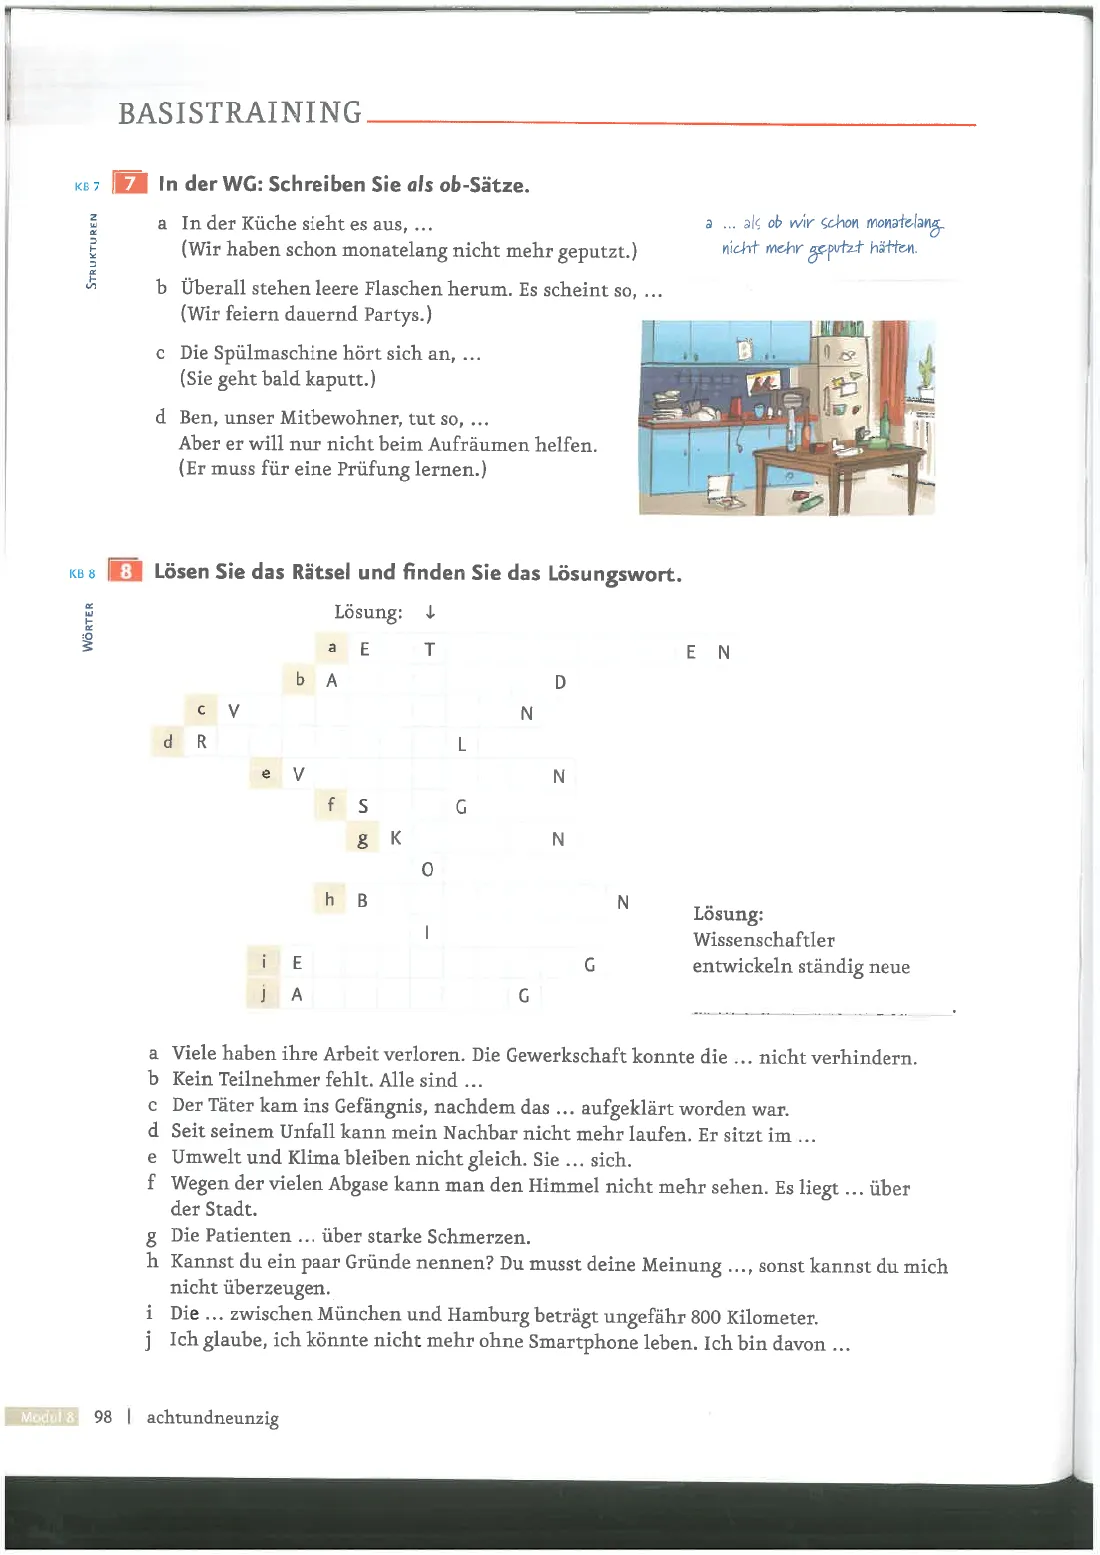 BASISTRAINING
KB 7 7 In der WG: Schreiben Sie als ob-Sätze.
STRUKTUREN
a In der Küche sieht es aus, ...
(Wir haben schon monatelang nicht mehr geputzt.)
a ... als ob wir schon monatelang
nicht mehr geputzt hätten.
b Überall stehen leere Flaschen herum. Es scheint so, ...
(Wir feiern dauernd Partys.)
c Die Spülmaschine hört sich an, ...
(Sie geht bald kaputt.)
d Ben, unser Mitbewohner, tut so, ...
Aber er will nur nicht beim Aufräumen helfen.
(Er muss für eine Prüfung lernen.)
KB 8 8 Lösen Sie das Rätsel und finden Sie das Lösungswort.
WÖRTER
Lösung: ↓
a E T E N
b A D
c V N
d R L
e V N
f S G
g K N
O
h B N
I
i E G
j A G
Lösung:
Wissenschaftler
entwickeln ständig neue
.
a Viele haben ihre Arbeit verloren. Die Gewerkschaft konnte die ... nicht verhindern.
b Kein Teilnehmer fehlt. Alle sind ...
c Der Täter kam ins Gefängnis, nachdem das ... aufgeklärt worden war.
d Seit seinem Unfall kann mein Nachbar nicht mehr laufen. Er sitzt im ...
e Umwelt und Klima bleiben nicht gleich. Sie ... sich.
f Wegen der vielen Abgase kann man den Himmel nicht mehr sehen. Es liegt ... über
der Stadt.
g Die Patienten ... über starke Schmerzen.
h Kannst du ein paar Gründe nennen? Du musst deine Meinung ..., sonst kannst du mich
nicht überzeugen.
i Die ... zwischen München und Hamburg beträgt ungefähr 800 Kilometer.
j Ich glaube, ich könnte nicht mehr ohne Smartphone leben. Ich bin davon ...
Modul 8 98 | achtundneunzig